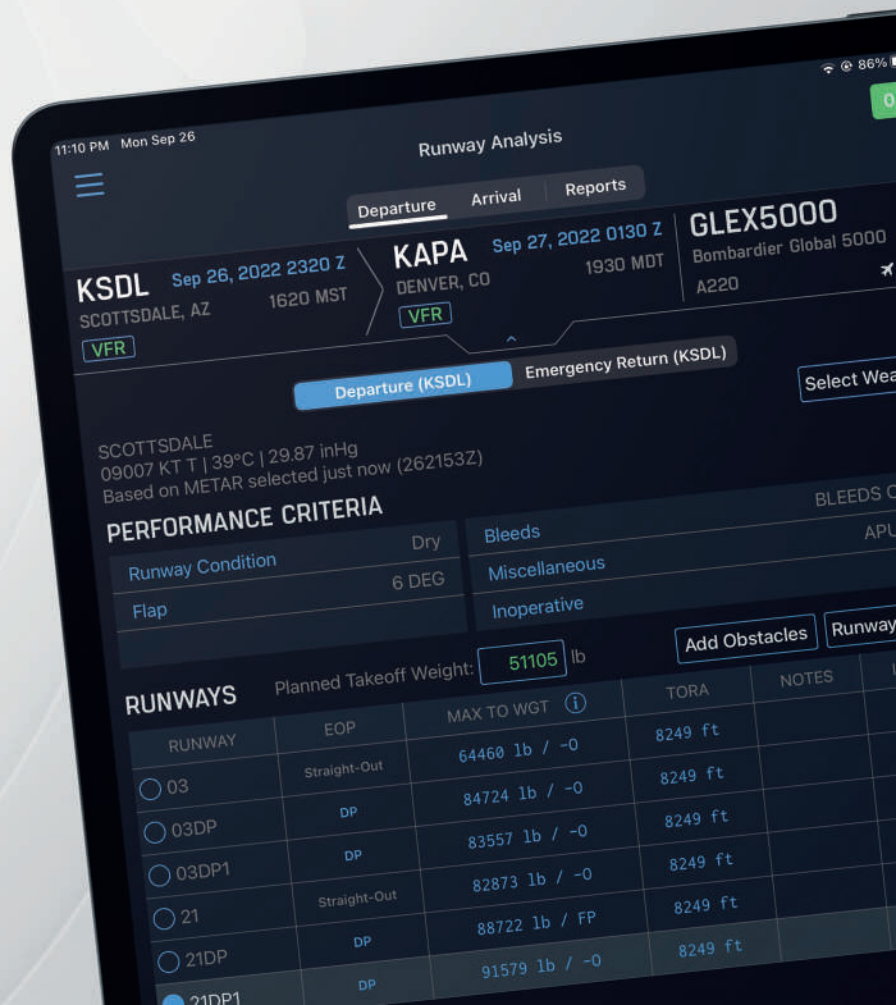 11:10 PM Mon Sep 26
86%
Runway Analysis
Departure Arrival Reports
KSDL Sep 26, 2022 2320 Z
SCOTTSDALE, AZ 1620 MST
VFR
KAPA Sep 27, 2022 0130 Z
DENVER, CO 1930 MDT
VFR
GLEX5000
Bombardier Global 5000
A220
Departure (KSDL) Emergency Return (KSDL)
SCOTTSDALE
09007 KT T | 39°C | 29.87 inHg
Based on METAR selected just now (262153Z)
Select Wea
PERFORMANCE CRITERIA
Runway Condition Dry
Flap 6 DEG
Bleeds BLEEDS O
Miscellaneous APU
Inoperative
RUNWAYS Planned Takeoff Weight: 51105 lb Add Obstacles Runway
RUNWAY EOP MAX TO WGT i TORA NOTES
03 Straight-Out 64460 lb / -O 8249 ft
03DP DP 84724 lb / -O 8249 ft
03DP1 DP 83557 lb / -O 8249 ft
21 Straight-Out 82873 lb / -O 8249 ft
21DP DP 88722 lb / FP 8249 ft
21DP1 DP 91579 lb / -O 8249 ft